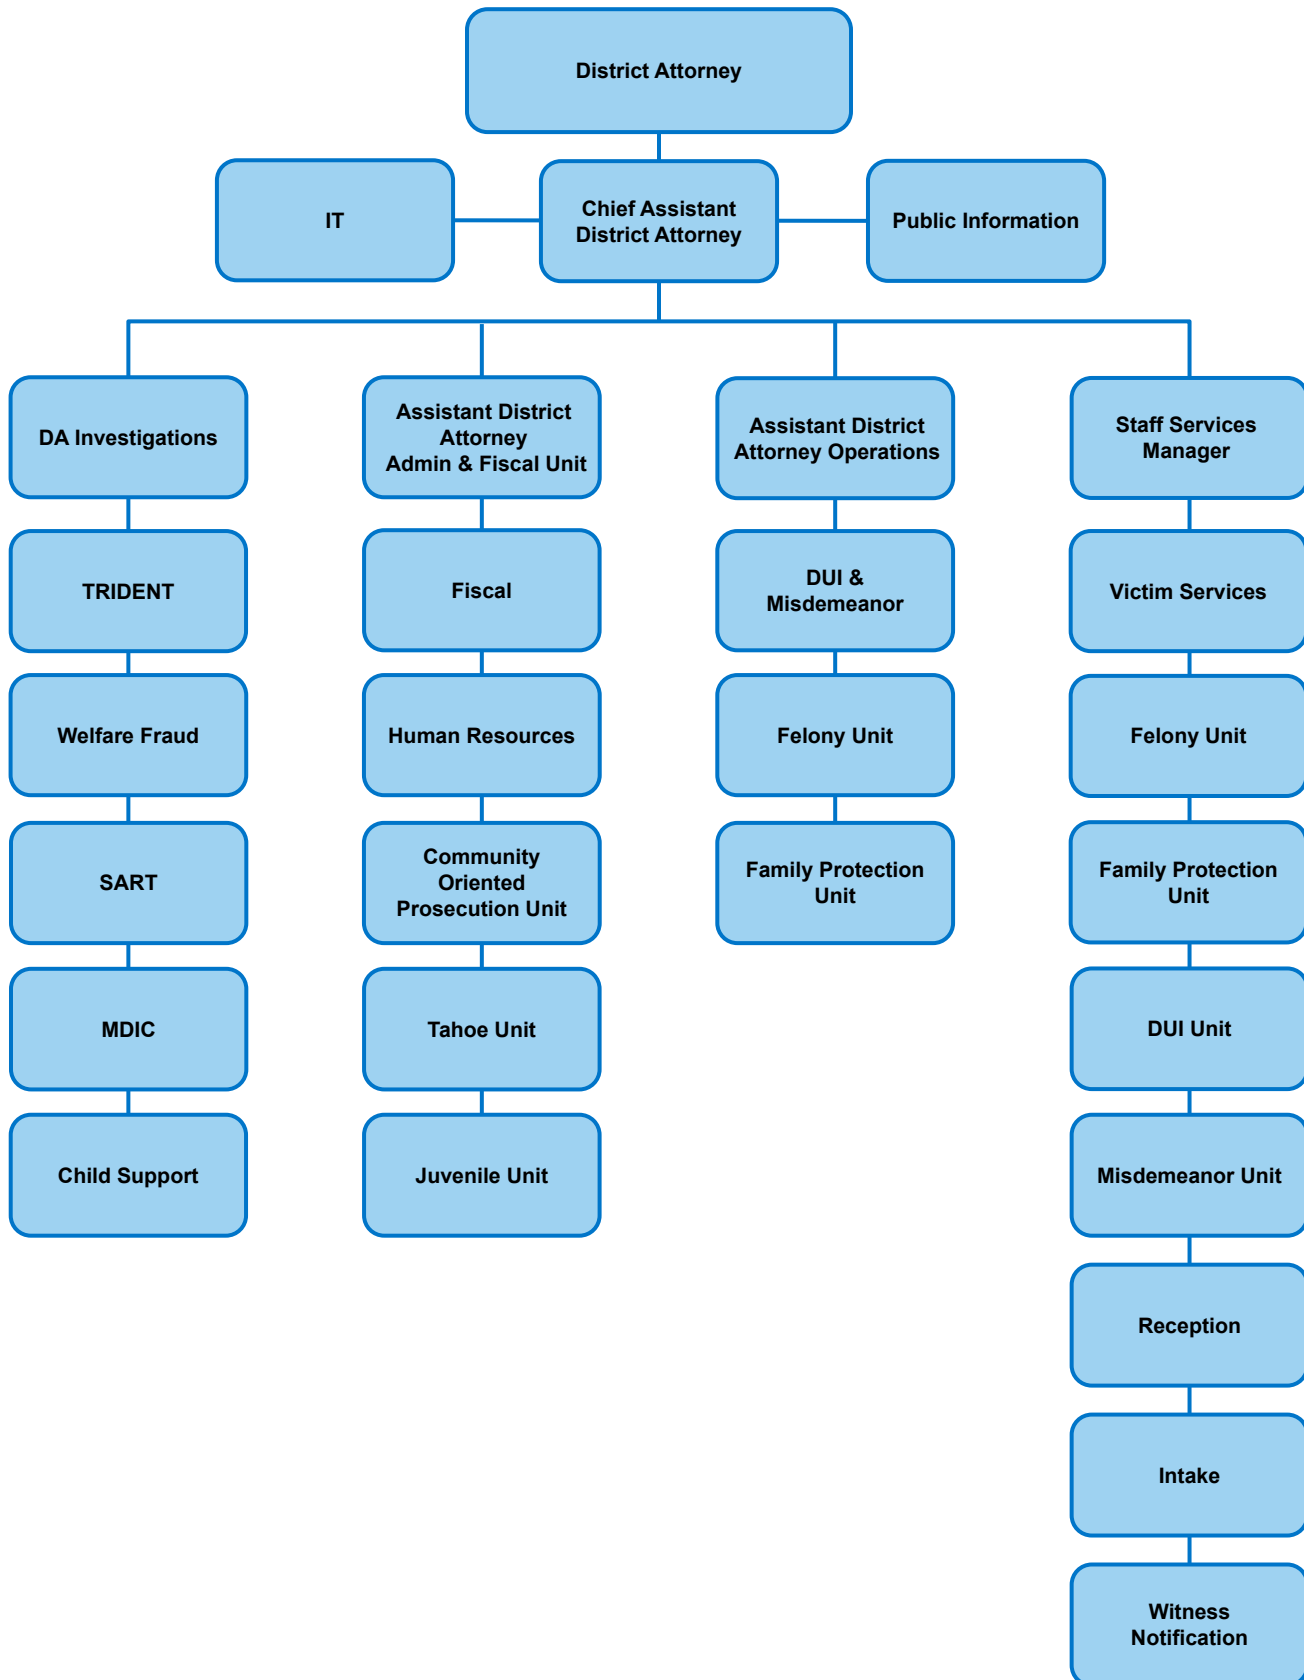 District Attorney
IT
Chief Assistant
District Attorney
Public Information
DA Investigations
Assistant District
Attorney
Admin & Fiscal Unit
Assistant District
Attorney Operations
Staff Services
Manager
TRIDENT
Fiscal
DUI &
Misdemeanor
Victim Services
Welfare Fraud
Human Resources
Felony Unit
Felony Unit
SART
Community
Oriented
Prosecution Unit
Family Protection
Unit
Family Protection
Unit
MDIC
Tahoe Unit
DUI Unit
Child Support
Juvenile Unit
Misdemeanor Unit
Reception
Intake
Witness
Notification